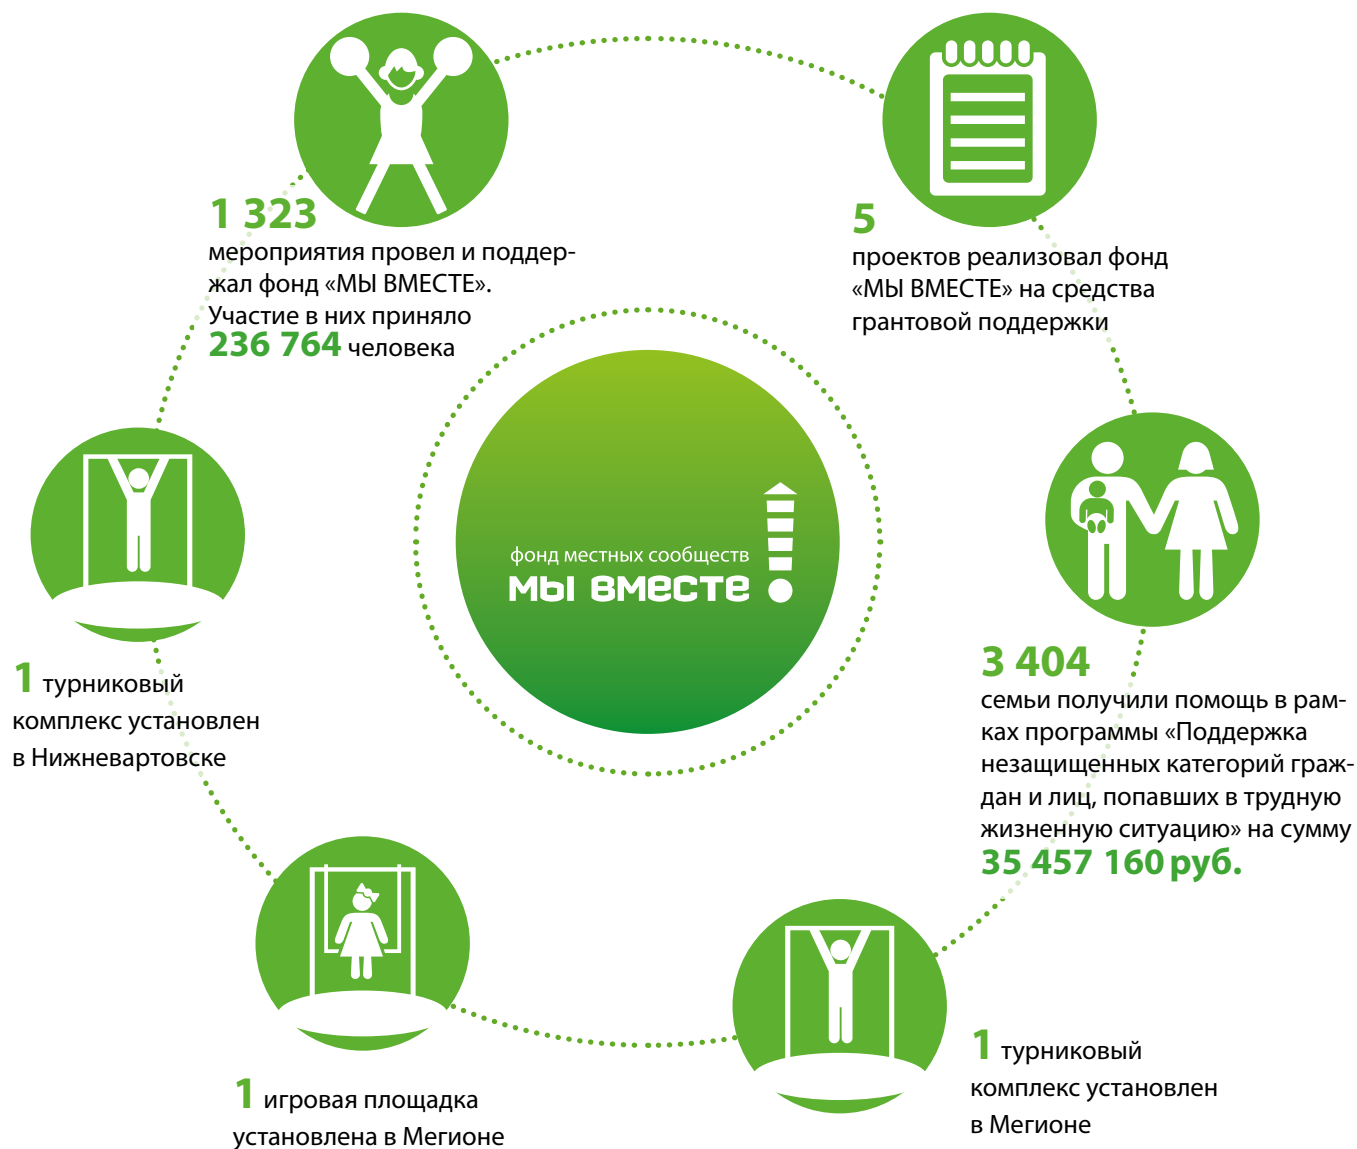 1 323
мероприятия провел и поддер-
жал фонд «МЫ ВМЕСТЕ».
Участие в них приняло
236 764 человека
5
проектов реализовал фонд
«МЫ ВМЕСТЕ» на средства
грантовой поддержки
фонд местных сообществ
мы вместе
1 турниковый
комплекс установлен
в Нижневартовске
3 404
семьи получили помощь в рам-
ках программы «Поддержка
незащищенных категорий граж-
дан и лиц, попавших в трудную
жизненную ситуацию» на сумму
35 457 160 руб.
1 игровая площадка
установлена в Мегионе
1 турниковый
комплекс установлен
в Мегионе